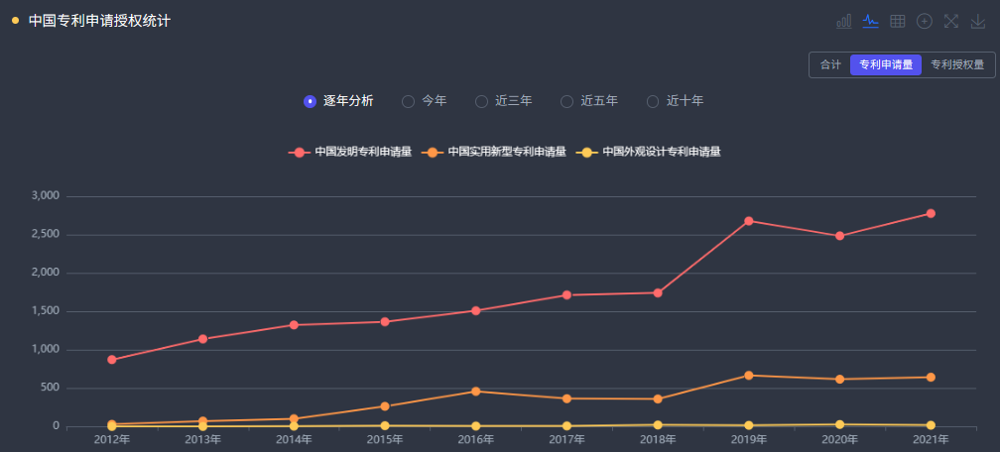 中国专利申请授权统计
合计 专利申请量 专利授权量
逐年分析 今年 近三年 近五年 近十年
中国发明专利申请量 中国实用新型专利申请量 中国外观设计专利申请量
3,000
2,500
2,000
1,500
1,000
500
0
2012年 2013年 2014年 2015年 2016年 2017年 2018年 2019年 2020年 2021年